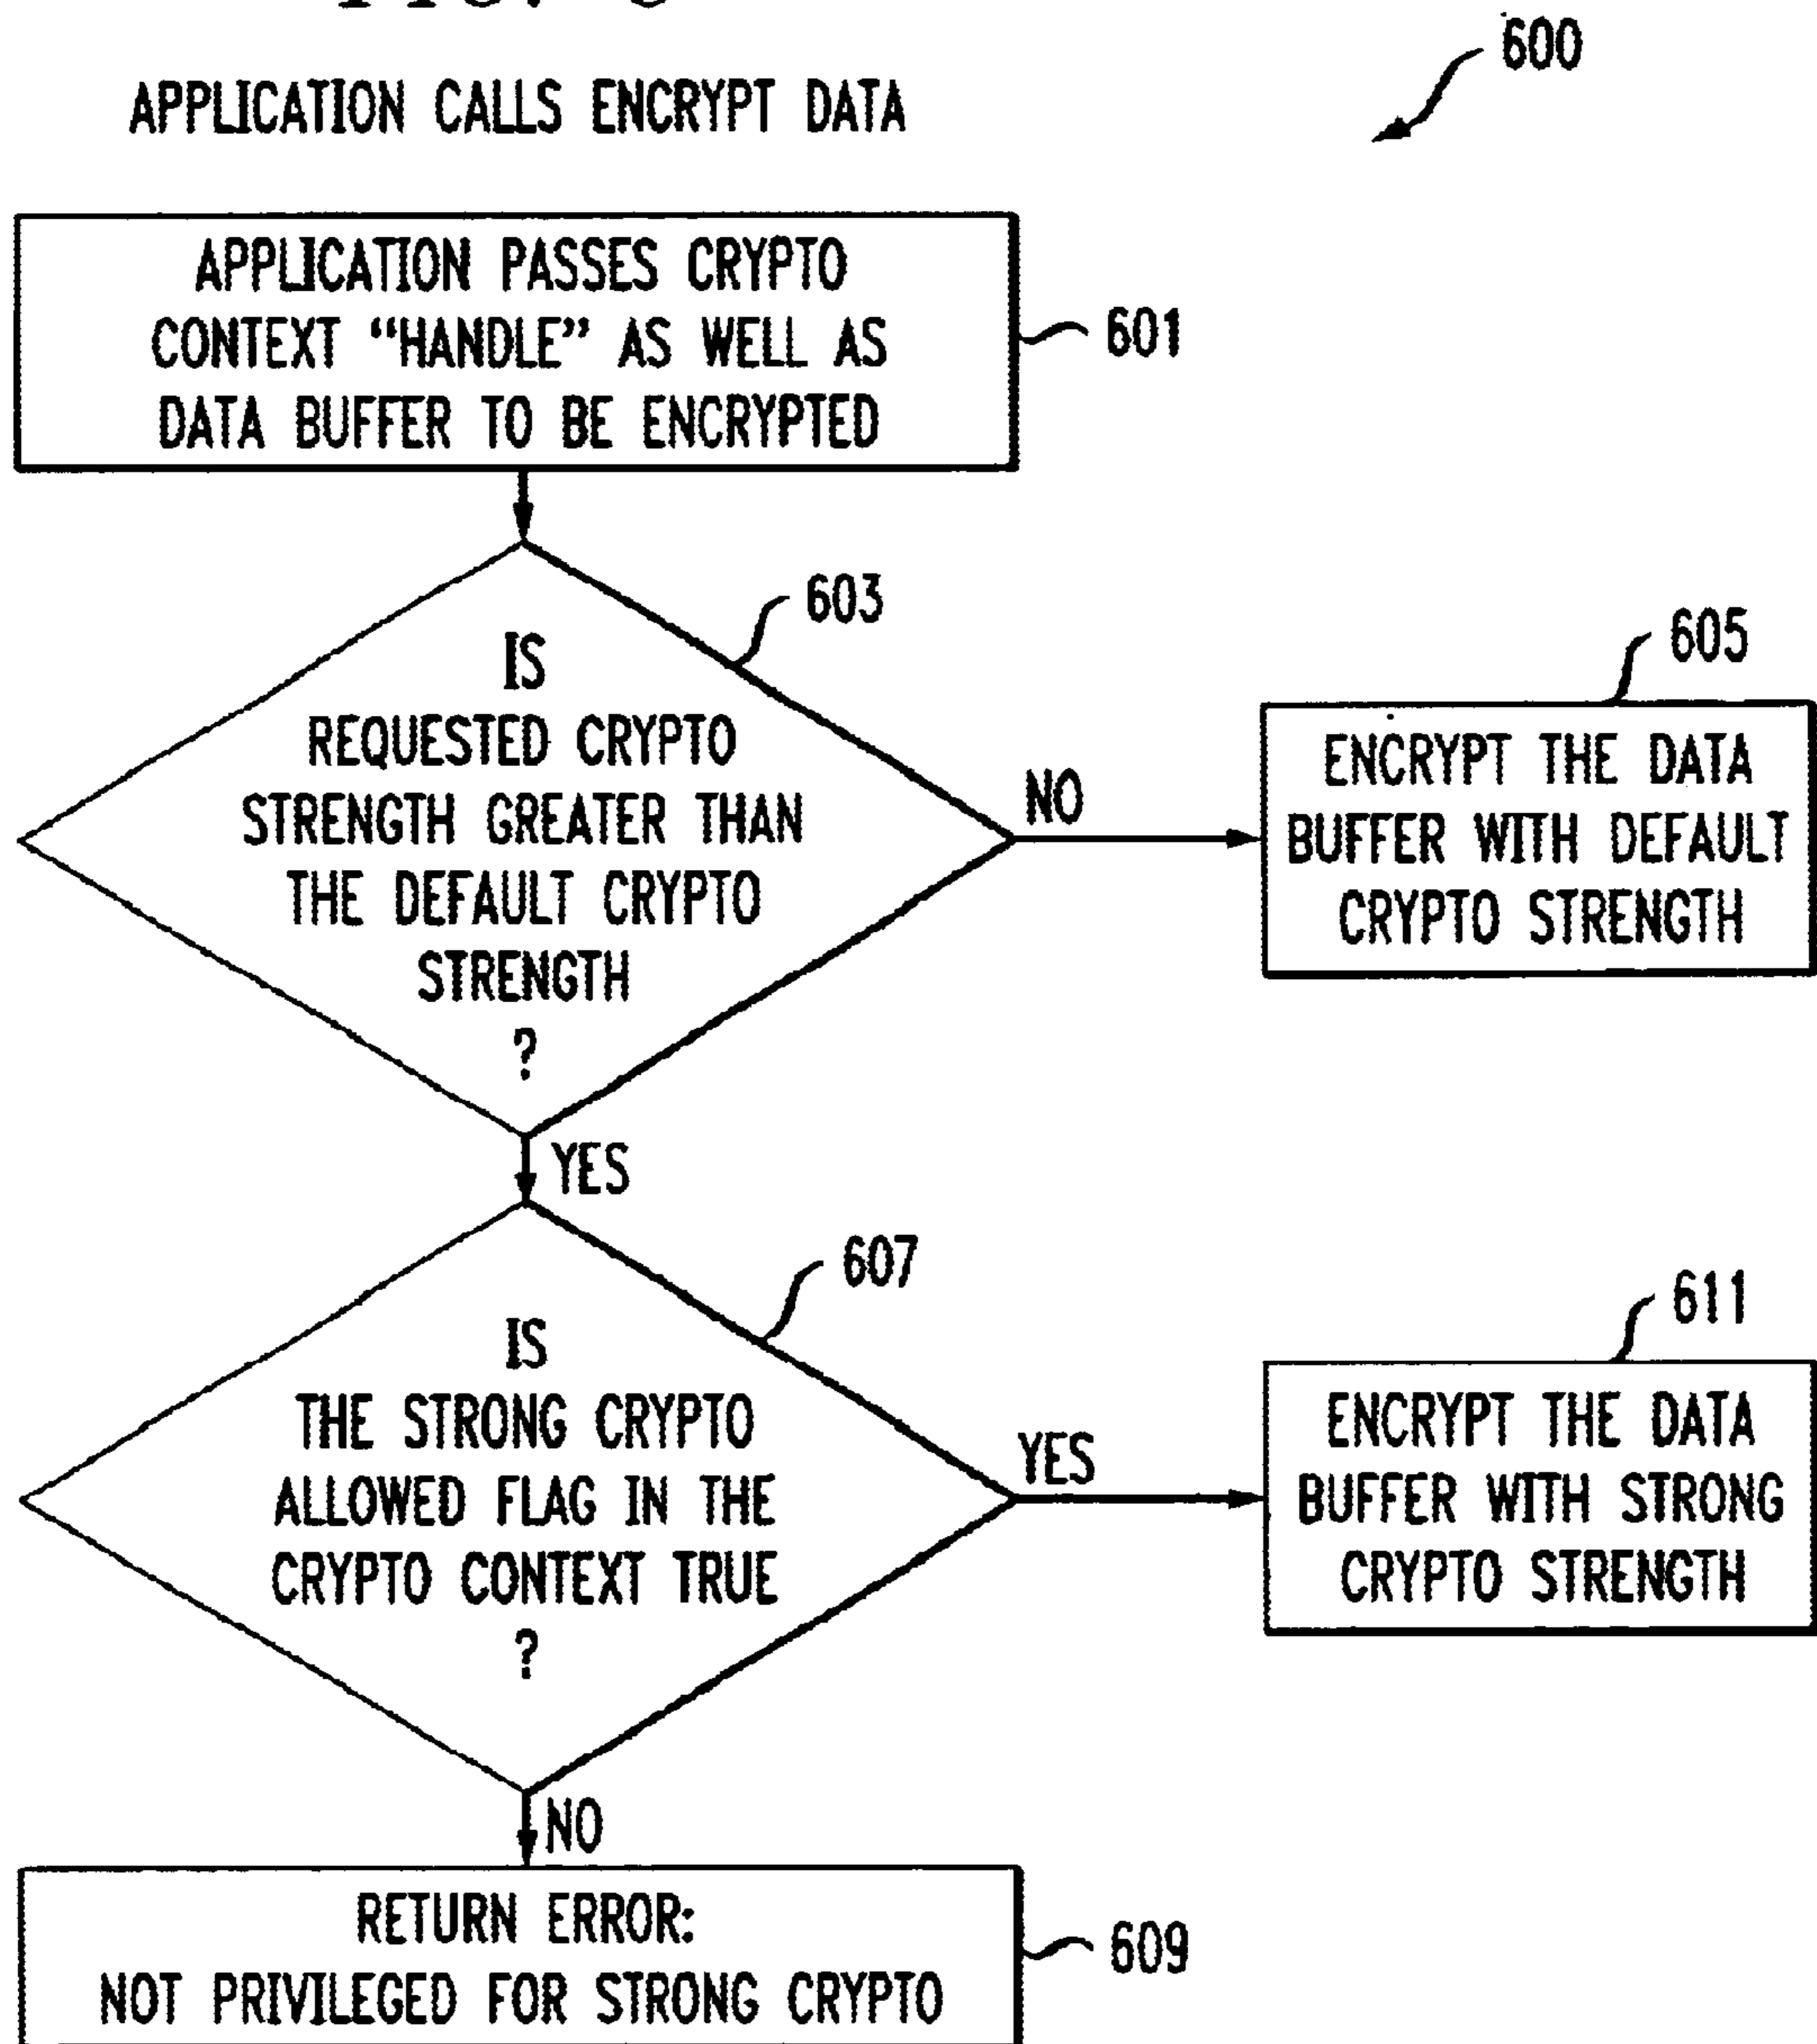 600
APPLICATION CALLS ENCRYPT DATA
APPLICATION PASSES CRYPTO
CONTEXT “HANDLE” AS WELL AS
DATA BUFFER TO BE ENCRYPTED
601
603
IS
REQUESTED CRYPTO
STRENGTH GREATER THAN
THE DEFAULT CRYPTO
STRENGTH
?
NO
605
ENCRYPT THE DATA
BUFFER WITH DEFAULT
CRYPTO STRENGTH
YES
607
IS
THE STRONG CRYPTO
ALLOWED FLAG IN THE
CRYPTO CONTEXT TRUE
?
YES
611
ENCRYPT THE DATA
BUFFER WITH STRONG
CRYPTO STRENGTH
NO
RETURN ERROR:
NOT PRIVILEGED FOR STRONG CRYPTO
609